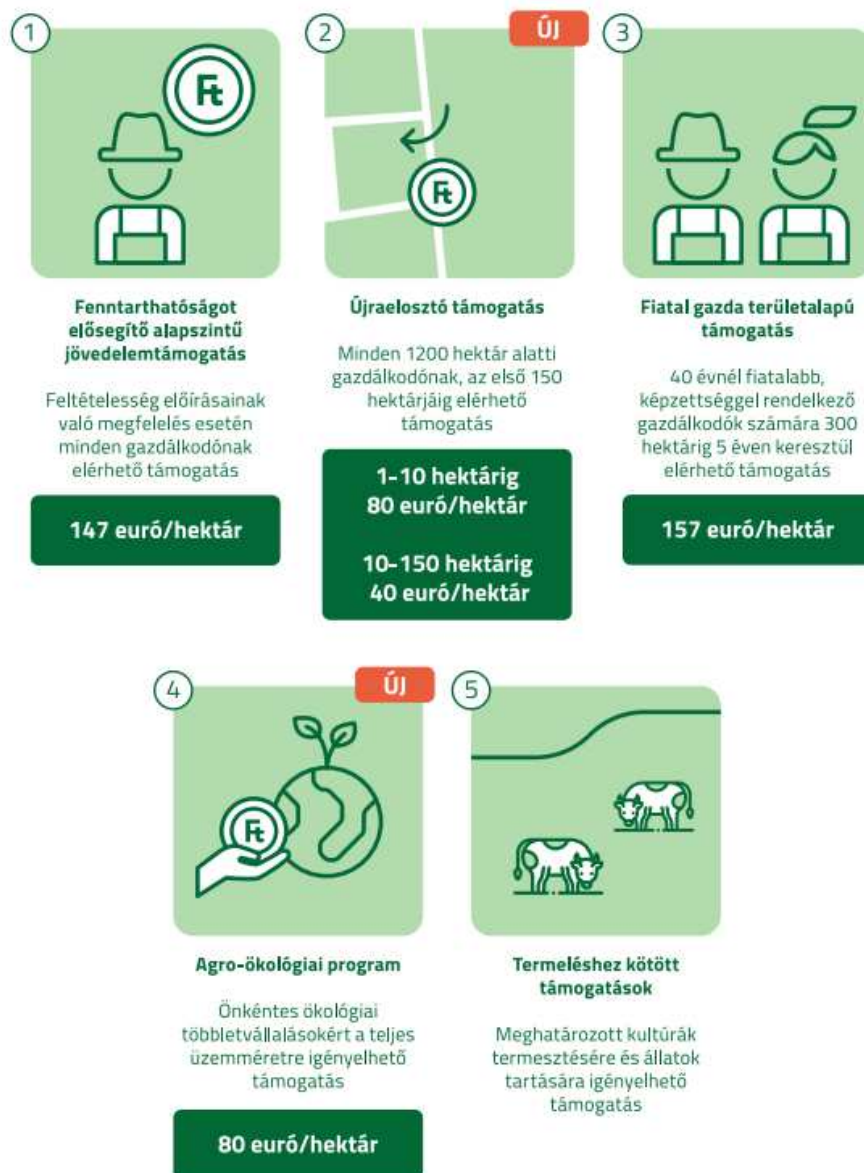 1
Ft
Fenntarthatóságot
elősegítő alapszintű
jövedelemtámogatás
Feltételesség előírásainak
való megfelelés esetén
minden gazdálkodónak
elérhető támogatás
147 euró/hektár
2
ÚJ
Ft
Újraelosztó támogatás
Minden 1200 hektár alatti
gazdálkodónak, az első 150
hektárjáig elérhető
támogatás
1-10 hektárig
80 euró/hektár
10-150 hektárig
40 euró/hektár
3
Fiatal gazda területalapú
támogatás
40 évnél fiatalabb,
képzettséggel rendelkező
gazdálkodók számára 300
hektárig 5 éven keresztül
elérhető támogatás
157 euró/hektár
4
ÚJ
Ft
Agro-ökológiai program
Önkéntes ökológiai
többletvállalásokért a teljes
üzemméretre igényelhető
támogatás
80 euró/hektár
5
Termeléshez kötött
támogatások
Meghatározott kultúrák
termesztésére és állatok
tartására igényelhető
támogatás